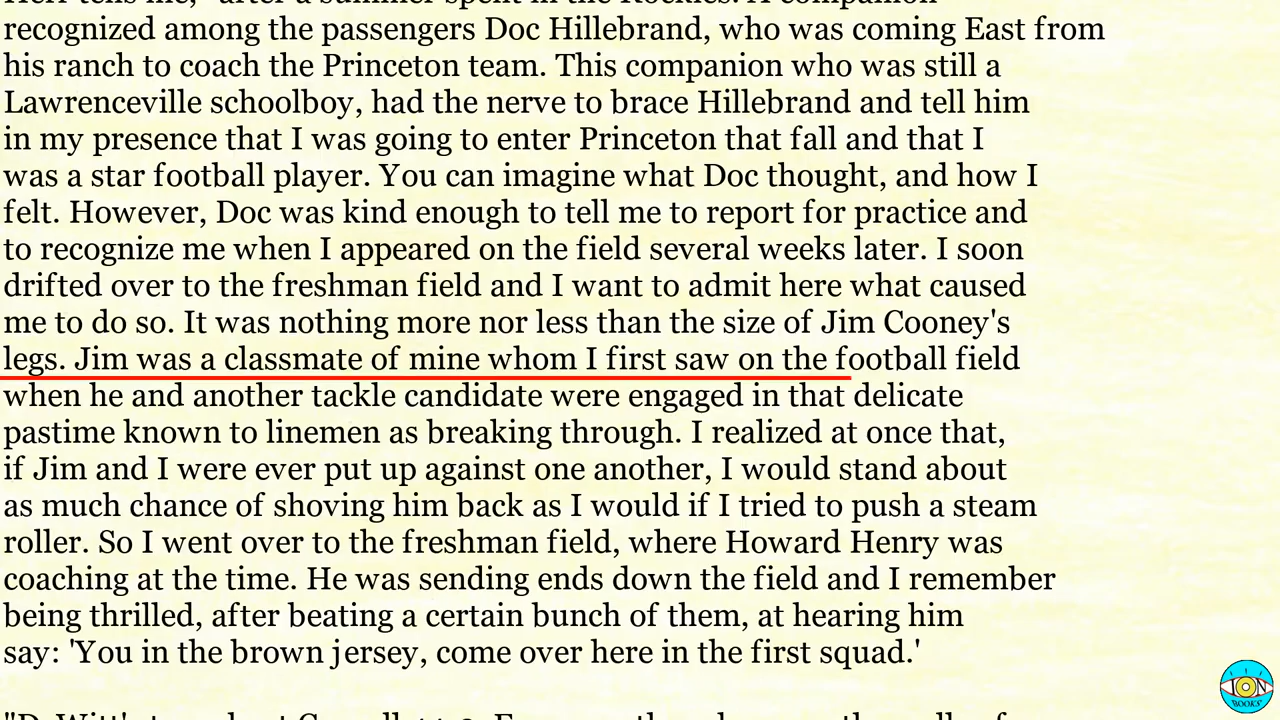 recognized among the passengers Doc Hillebrand, who was coming East from
his ranch to coach the Princeton team. This companion who was still a
Lawrenceville schoolboy, had the nerve to brace Hillebrand and tell him
in my presence that I was going to enter Princeton that fall and that I
was a star football player. You can imagine what Doc thought, and how I
felt. However, Doc was kind enough to tell me to report for practice and
to recognize me when I appeared on the field several weeks later. I soon
drifted over to the freshman field and I want to admit here what caused
me to do so. It was nothing more nor less than the size of Jim Cooney's
legs. Jim was a classmate of mine whom I first saw on the football field
when he and another tackle candidate were engaged in that delicate
pastime known to linemen as breaking through. I realized at once that,
if Jim and I were ever put up against one another, I would stand about
as much chance of shoving him back as I would if I tried to push a steam
roller. So I went over to the freshman field, where Howard Henry was
coaching at the time. He was sending ends down the field and I remember
being thrilled, after beating a certain bunch of them, at hearing him
say: 'You in the brown jersey, come over here in the first squad.'
ION
BOOKS